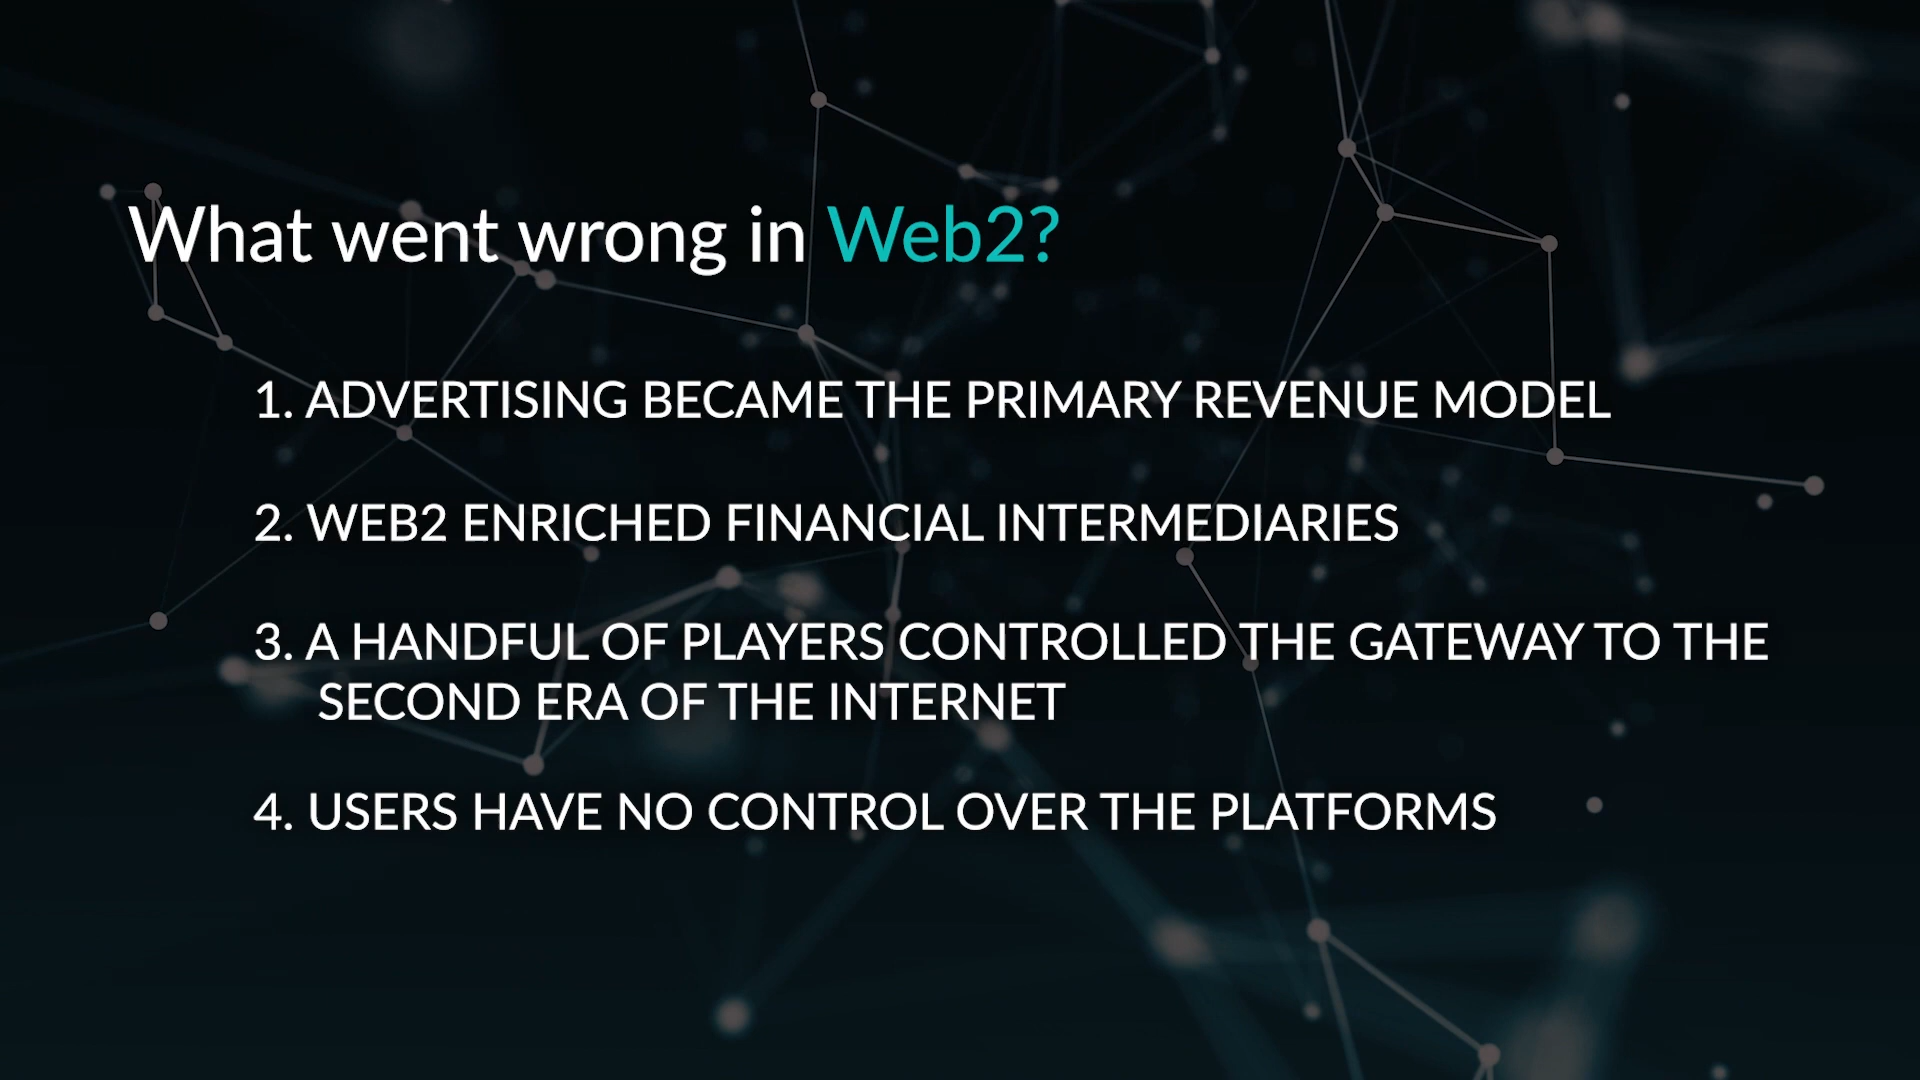 What went wrong in Web2?
1. ADVERTISING BECAME THE PRIMARY REVENUE MODEL
2. WEB2 ENRICHED FINANCIAL INTERMEDIARIES
3. A HANDFUL OF PLAYERS CONTROLLED THE GATEWAY TO THE
SECOND ERA OF THE INTERNET
4. USERS HAVE NO CONTROL OVER THE PLATFORMS